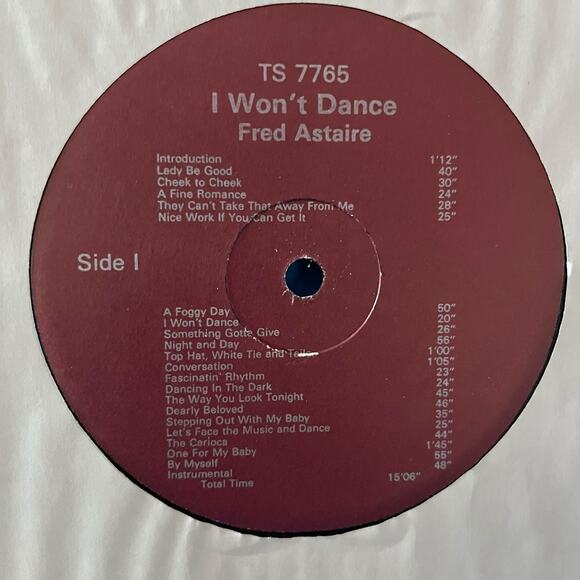 TS 7765
I Won't Dance
Fred Astaire
Introduction 1'12"
Lady Be Good 40"
Cheek to Cheek 30"
A Fine Romance 24"
They Can't Take That Away From Me 28"
Nice Work If You Can Get It 25"
Side I
A Foggy Day 50"
I Won't Dance 20"
Something Gotta Give 26"
Night and Day 56"
Top Hat, White Tie and Tails 1'00"
Conversation 1'05"
Fascinatin' Rhythm 23"
Dancing In The Dark 24"
The Way You Look Tonight 45"
Dearly Beloved 46"
Stepping Out With My Baby 35"
Let's Face the Music and Dance 25"
The Carioca 44"
One For My Baby 1'45"
By Myself 55"
Instrumental 48"
Total Time 15'06"